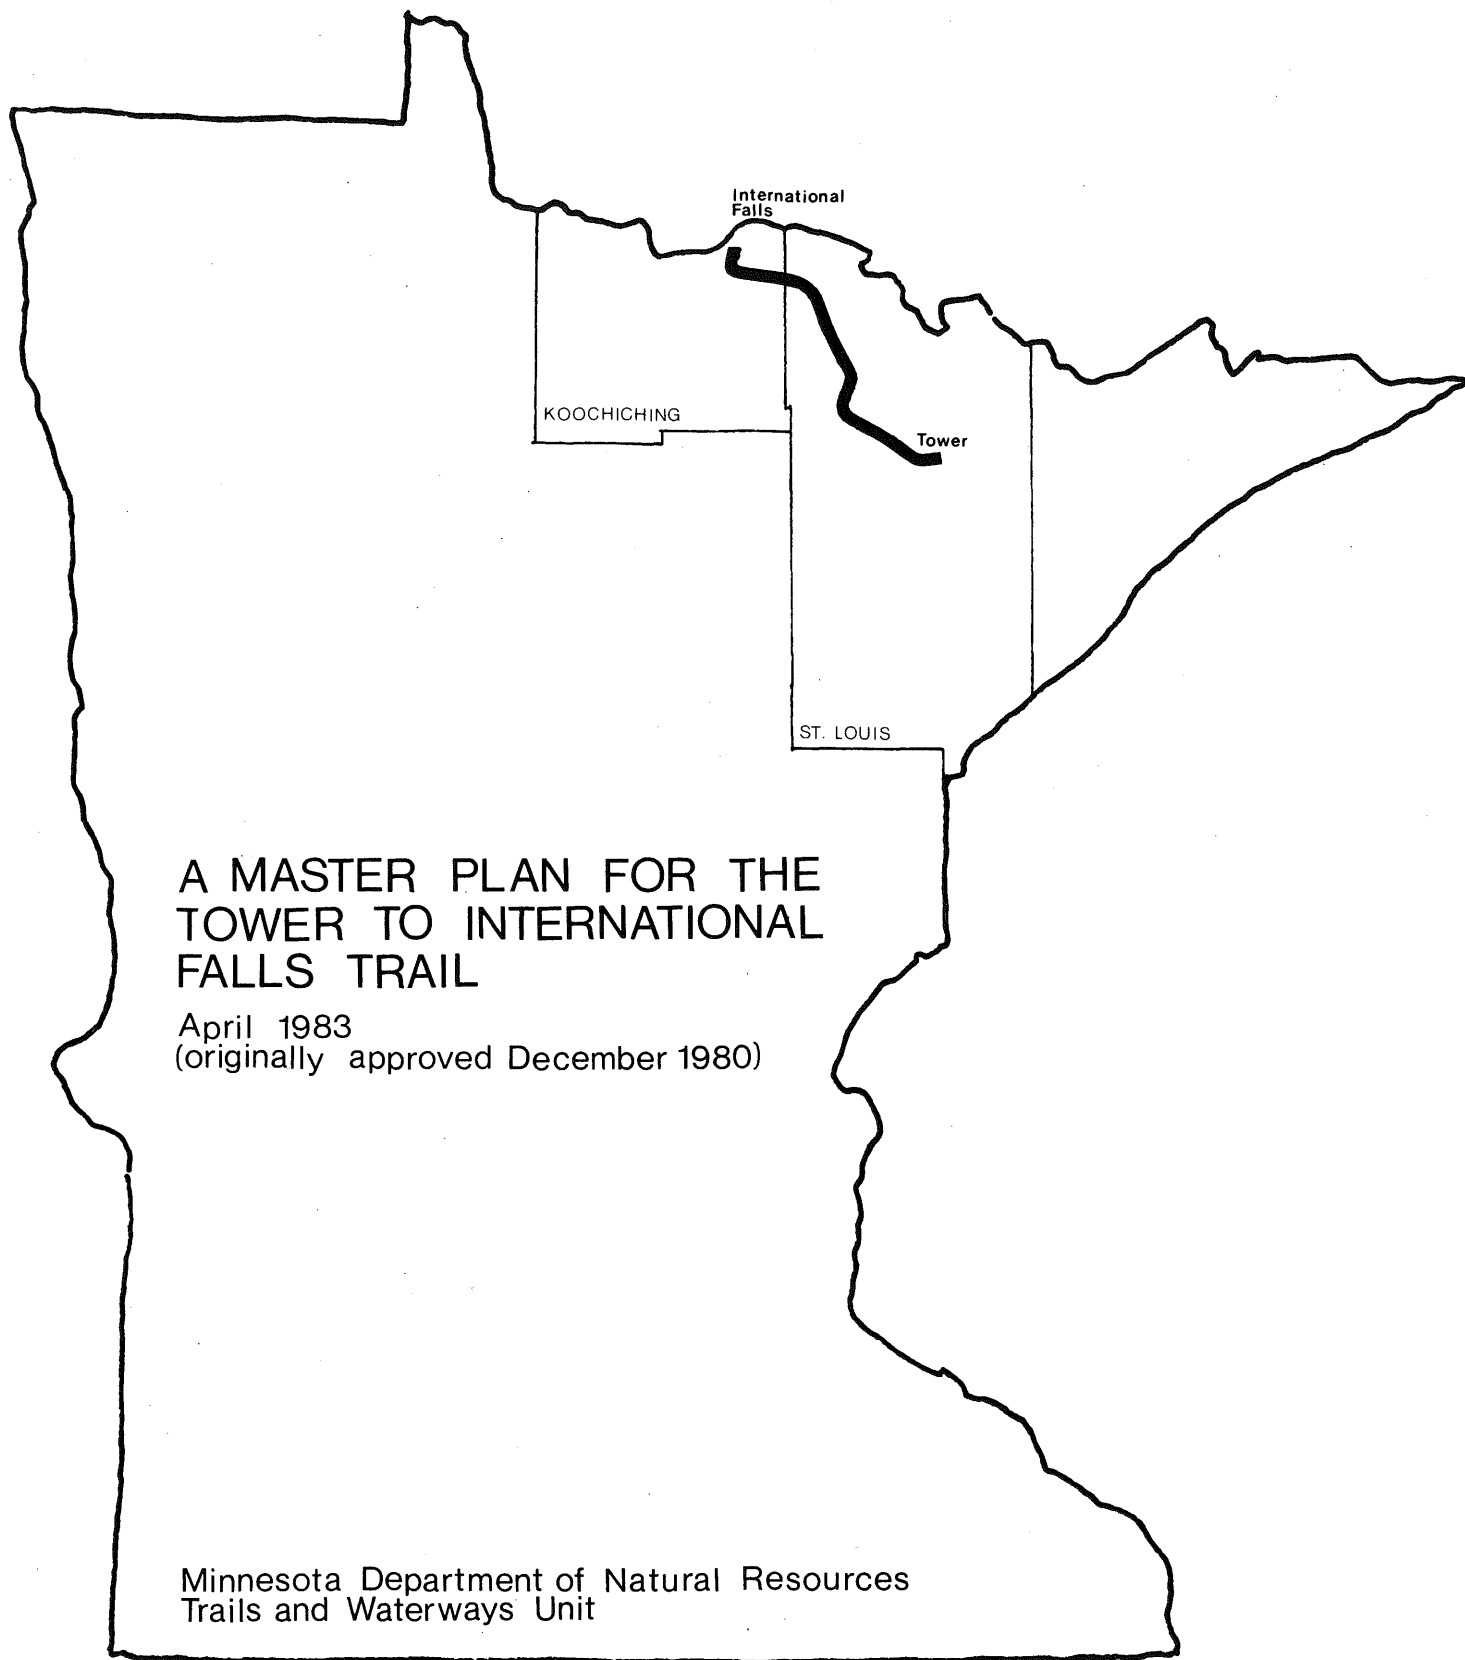 International
Falls
KOOCHICHING
Tower
ST. LOUIS
A MASTER PLAN FOR THE
TOWER TO INTERNATIONAL
FALLS TRAIL
April 1983
(originally approved December 1980)
Minnesota Department of Natural Resources
Trails and Waterways Unit